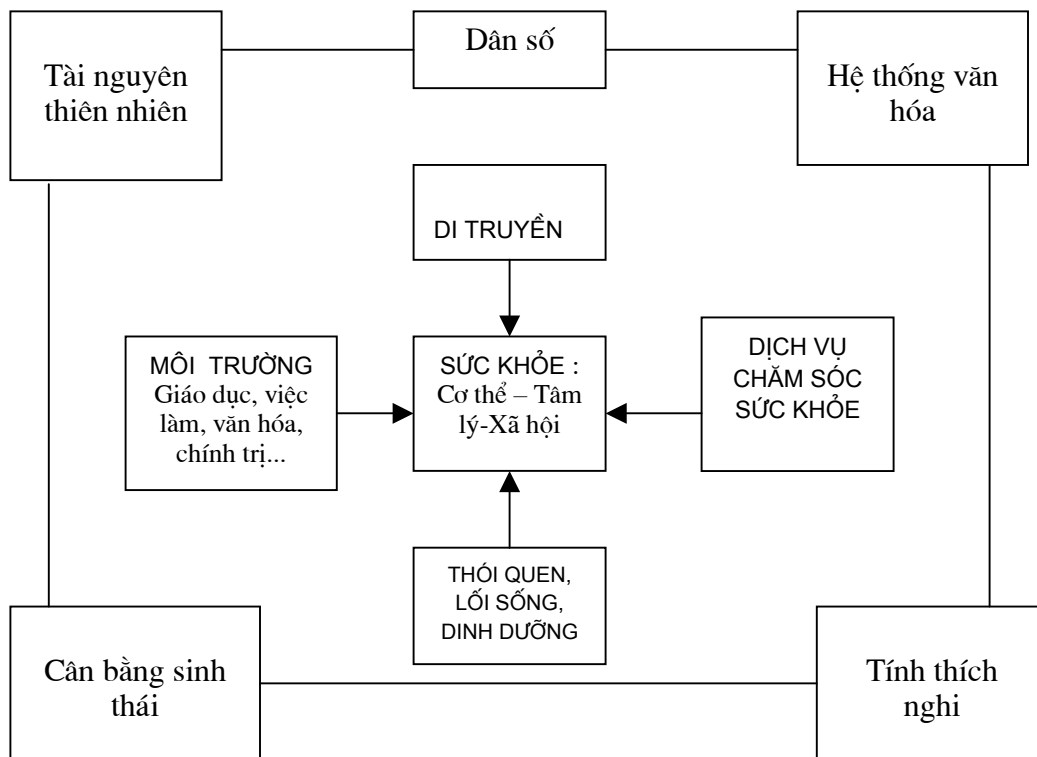 Dân số
Tài nguyên
thiên nhiên
Hệ thống văn
hóa
DI TRUYỀN
MÔI TRƯỜNG
Giáo dục, việc
làm, văn hóa,
chính trị...
SỨC KHỎE :
Cơ thể – Tâm
lý-Xã hội
DỊCH VỤ
CHĂM SÓC
SỨC KHỎE
THÓI QUEN,
LỐI SỐNG,
DINH DƯỠNG
Cân bằng sinh
thái
Tính thích
nghi